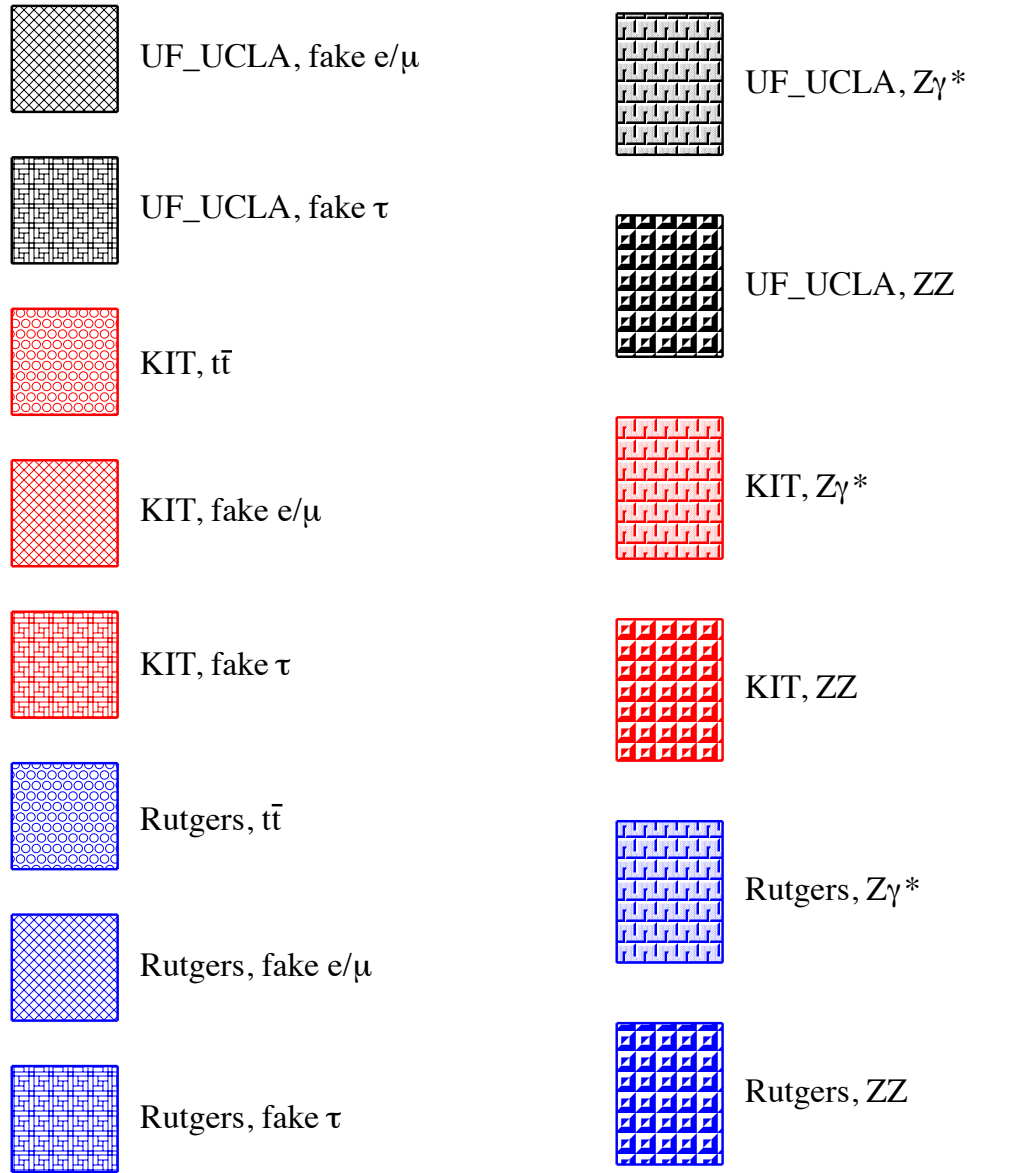 UF_UCLA, fake e/μ
UF_UCLA, fake τ
KIT, tt̄
KIT, fake e/μ
KIT, fake τ
Rutgers, tt̄
Rutgers, fake e/μ
Rutgers, fake τ
UF_UCLA, Zγ*
UF_UCLA, ZZ
KIT, Zγ*
KIT, ZZ
Rutgers, Zγ*
Rutgers, ZZ